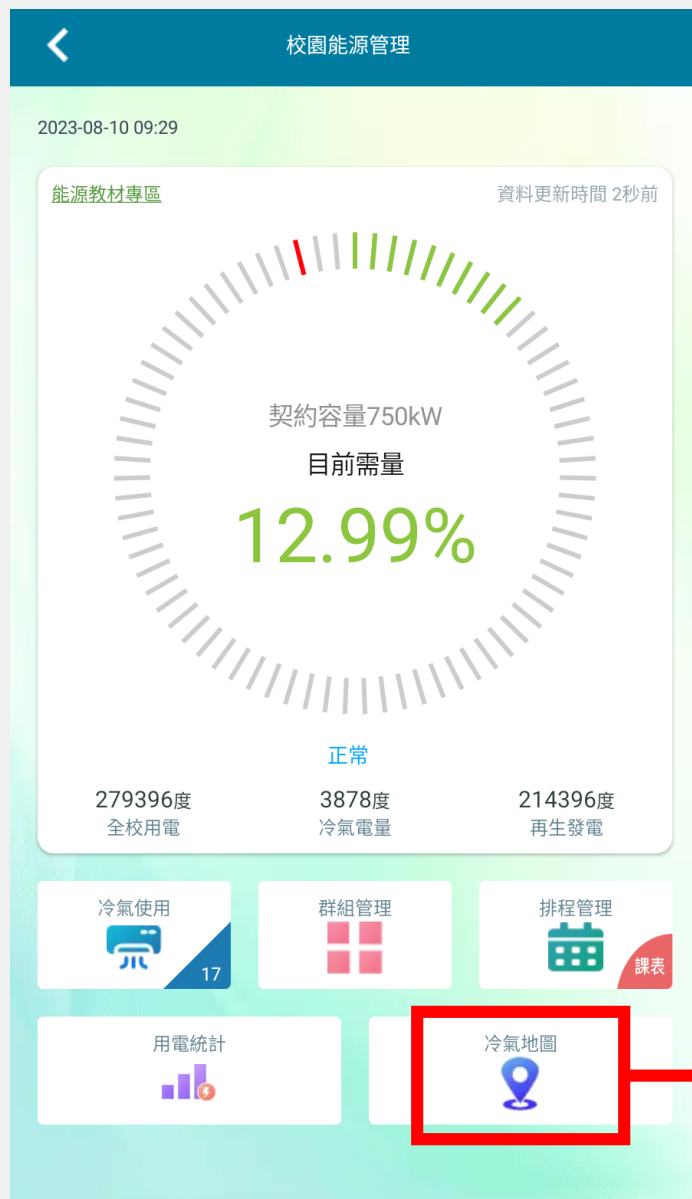 校園能源管理
2023-08-10 09:29
能源教材專區 資料更新時間 2秒前
契約容量750kW
目前需量
12.99%
正常
279396度 3878度 214396度
全校用電 冷氣電量 再生發電
冷氣使用 群組管理 排程管理
17 課表
用電統計 冷氣地圖